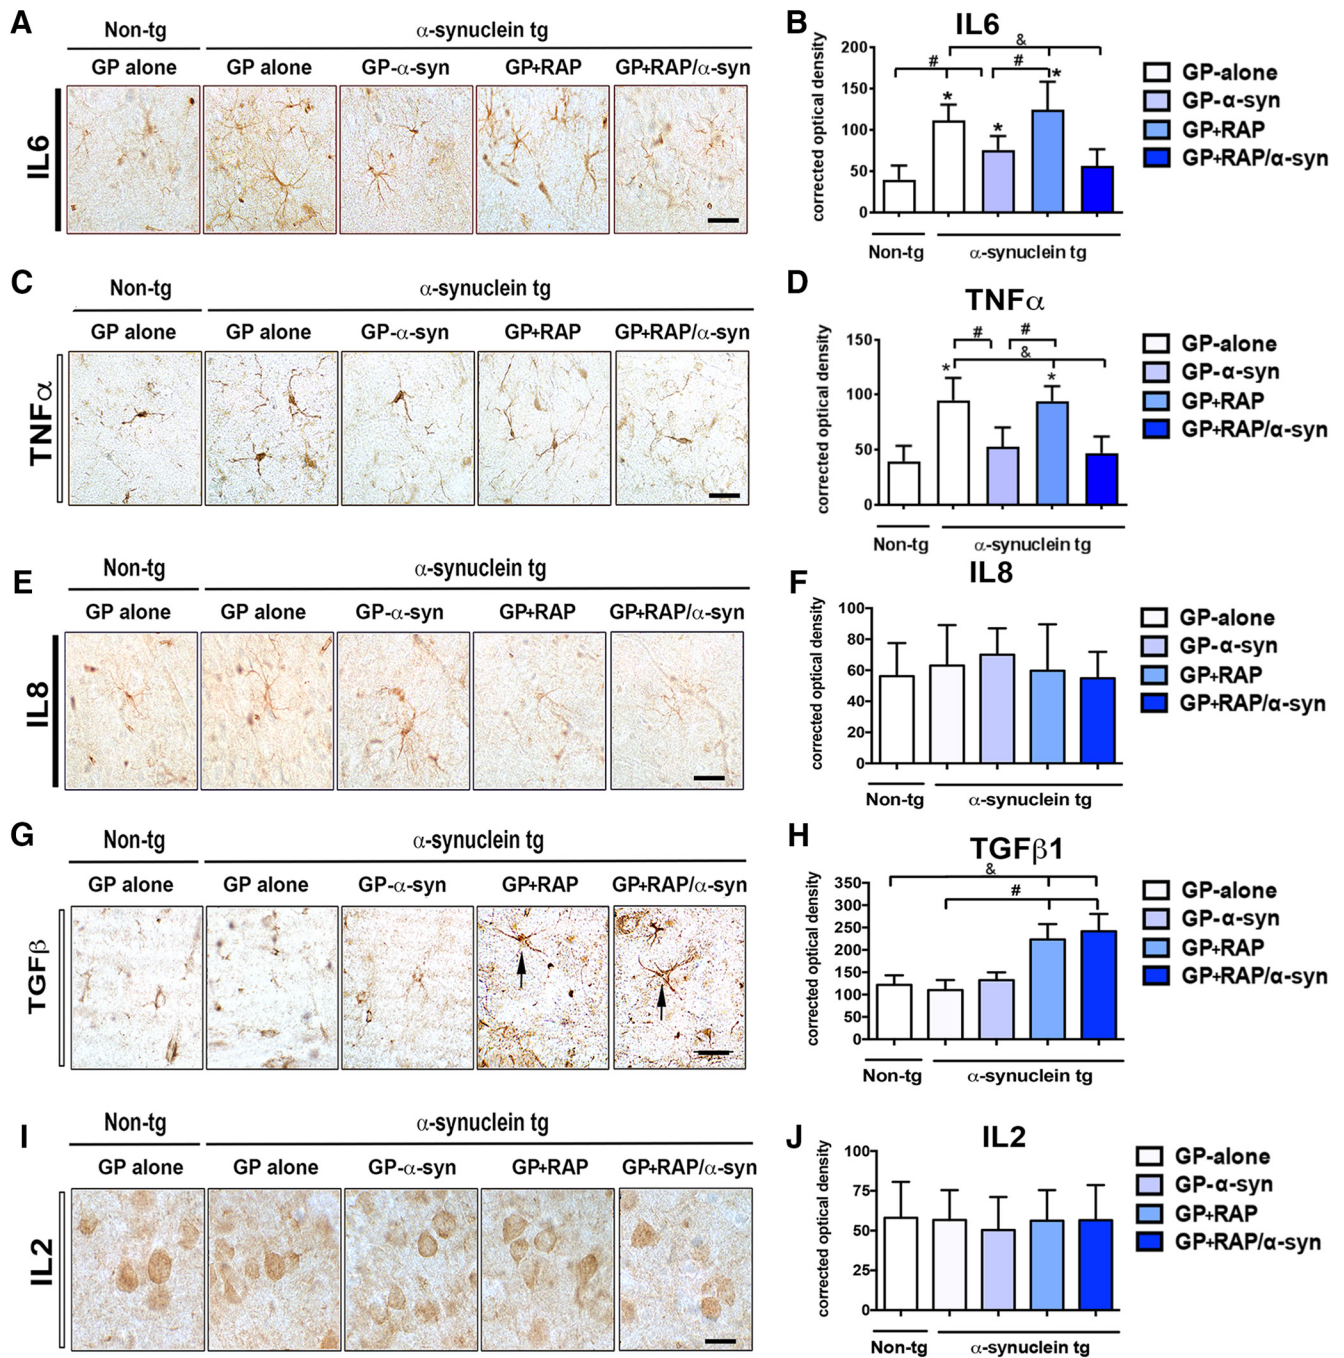 A
Non-tg
α-synuclein tg
GP alone
GP alone
GP-α-syn
GP+RAP
GP+RAP/α-syn
IL6
B
IL6
corrected optical density
200
150
100
50
0
&
#
#
*
*
*
Non-tg
α-synuclein tg
GP-alone
GP-α-syn
GP+RAP
GP+RAP/α-syn
C
Non-tg
α-synuclein tg
GP alone
GP alone
GP-α-syn
GP+RAP
GP+RAP/α-syn
TNFα
D
TNFα
corrected optical density
150
100
50
0
#
#
&
*
*
Non-tg
α-synuclein tg
GP-alone
GP-α-syn
GP+RAP
GP+RAP/α-syn
E
Non-tg
α-synuclein tg
GP alone
GP alone
GP-α-syn
GP+RAP
GP+RAP/α-syn
IL8
F
IL8
corrected optical density
100
80
60
40
20
0
Non-tg
α-synuclein tg
GP-alone
GP-α-syn
GP+RAP
GP+RAP/α-syn
G
Non-tg
α-synuclein tg
GP alone
GP alone
GP-α-syn
GP+RAP
GP+RAP/α-syn
TGFβ
H
TGFβ1
corrected optical density
350
300
250
200
150
100
50
0
&
#
Non-tg
α-synuclein tg
GP-alone
GP-α-syn
GP+RAP
GP+RAP/α-syn
I
Non-tg
α-synuclein tg
GP alone
GP alone
GP-α-syn
GP+RAP
GP+RAP/α-syn
IL2
J
IL2
corrected optical density
100
75
50
25
0
Non-tg
α-synuclein tg
GP-alone
GP-α-syn
GP+RAP
GP+RAP/α-syn